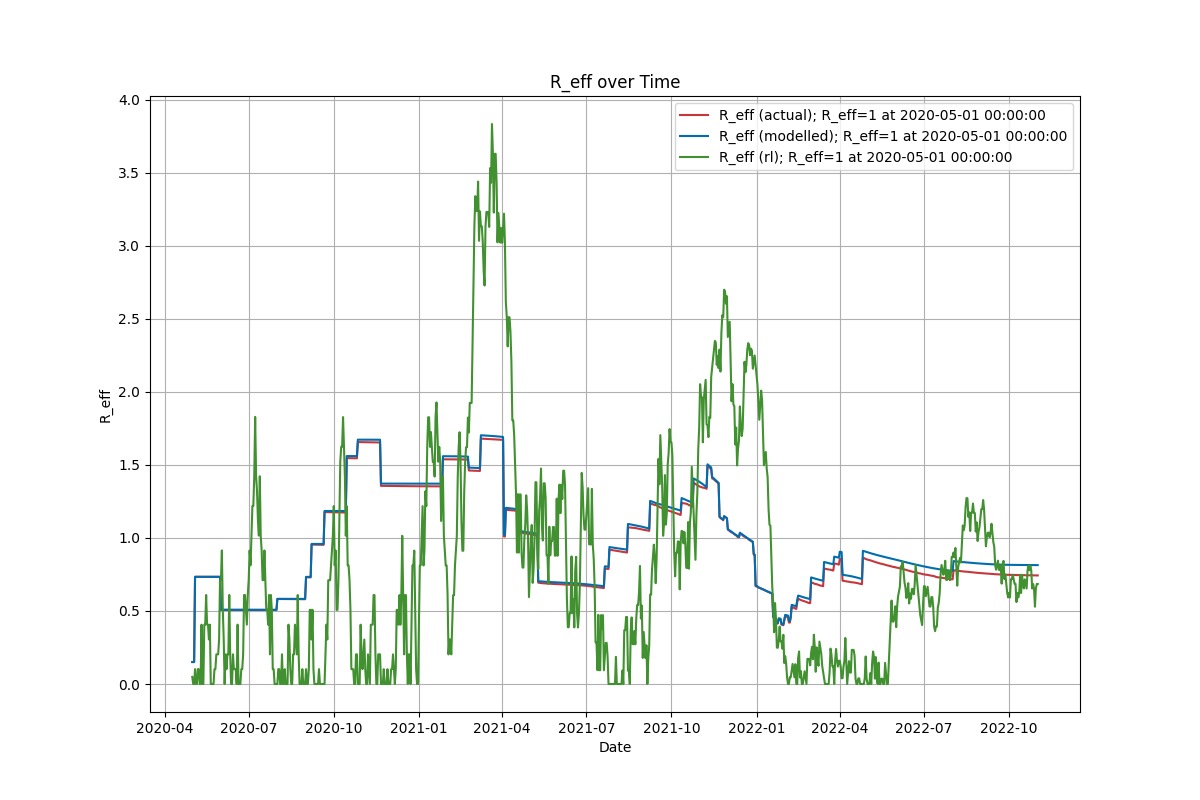 R_eff over Time
R_eff (actual); R_eff=1 at 2020-05-01 00:00:00
R_eff (modelled); R_eff=1 at 2020-05-01 00:00:00
R_eff (rl); R_eff=1 at 2020-05-01 00:00:00
4.0
3.5
3.0
2.5
2.0
1.5
1.0
0.5
0.0
R_eff
2020-04 2020-07 2020-10 2021-01 2021-04 2021-07 2021-10 2022-01 2022-04 2022-07 2022-10
Date